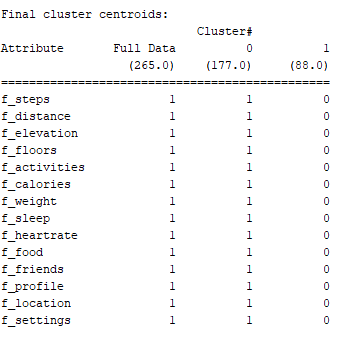 Final cluster centroids:
Cluster#
Attribute Full Data 0 1
(265.0) (177.0) (88.0)
================================================
f_steps 1 1 0
f_distance 1 1 0
f_elevation 1 1 0
f_floors 1 1 0
f_activities 1 1 0
f_calories 1 1 0
f_weight 1 1 0
f_sleep 1 1 0
f_heartrate 1 1 0
f_food 1 1 0
f_friends 1 1 0
f_profile 1 1 0
f_location 1 1 0
f_settings 1 1 0